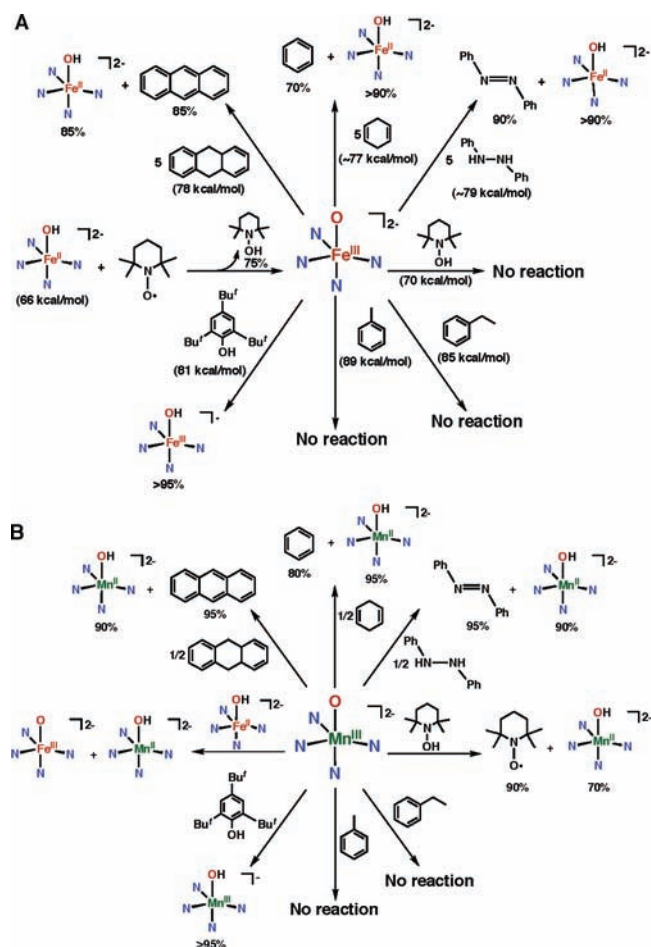 A
OH
Fe^II
N
N
N
N
2-
85%
+
85%
70%
+
OH
Fe^II
N
N
N
N
2-
>90%
Ph
N=N
Ph
90%
+
OH
Fe^II
N
N
N
N
2-
>90%
5
(78 kcal/mol)
5
(~77 kcal/mol)
5
Ph
HN—NH
Ph
(~79 kcal/mol)
OH
Fe^II
N
N
N
N
2-
(66 kcal/mol)
+
N
O•
N
OH
75%
O
Fe^III
N
N
N
2-
N
OH
(70 kcal/mol)
No reaction
Bu^t
Bu^t
Bu^t
OH
(81 kcal/mol)
(89 kcal/mol)
(85 kcal/mol)
OH
Fe^III
N
N
N
N
-
>95%
No reaction
No reaction
B
OH
Mn^II
N
N
N
N
2-
90%
+
95%
80%
+
OH
Mn^II
N
N
N
N
2-
95%
Ph
N=N
Ph
95%
+
OH
Mn^II
N
N
N
N
2-
90%
1/2
1/2
1/2
Ph
HN—NH
Ph
O
Fe^III
N
N
N
2-
+
OH
Mn^II
N
N
N
N
2-
OH
Fe^II
N
N
N
N
2-
O
Mn^III
N
N
N
2-
N
OH
N
O•
90%
+
OH
Mn^II
N
N
N
N
2-
70%
Bu^t
Bu^t
Bu^t
OH
OH
Mn^III
N
N
N
N
-
>95%
No reaction
No reaction